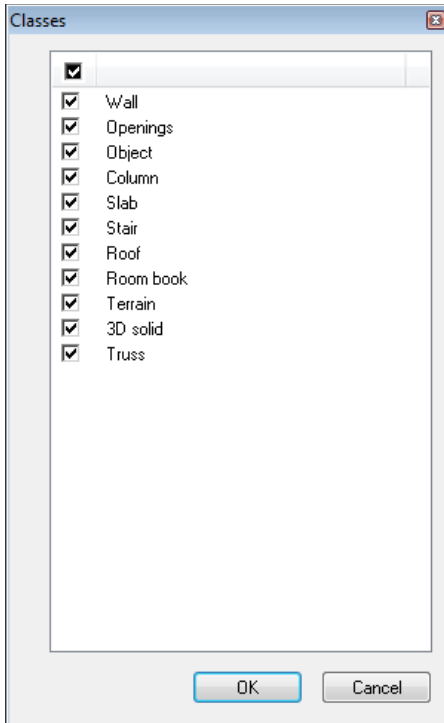 Classes
Wall
Openings
Object
Column
Slab
Stair
Roof
Room book
Terrain
3D solid
Truss
OK Cancel